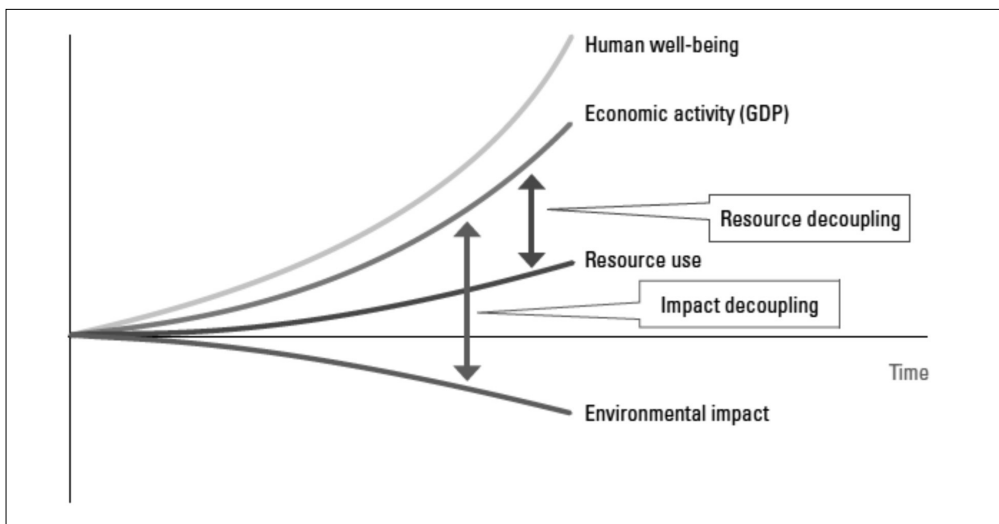 Human well-being
Economic activity (GDP)
Resource decoupling
Resource use
Impact decoupling
Time
Environmental impact